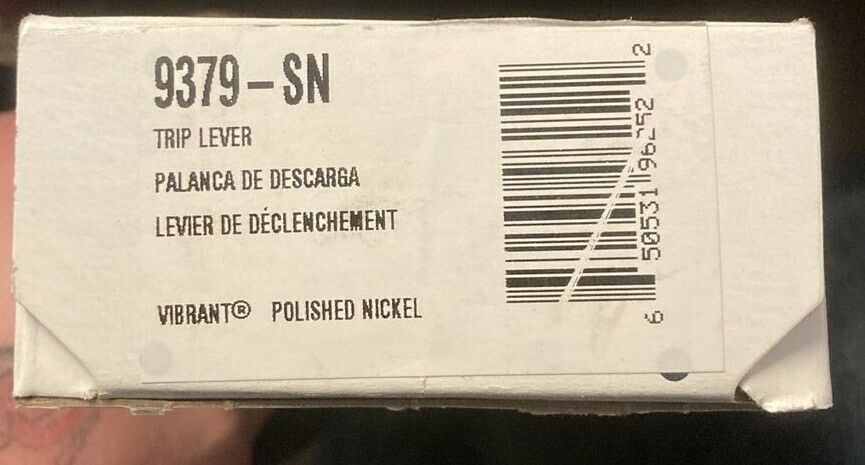 9379-SN
TRIP LEVER
PALANCA DE DESCARGA
LEVIER DE DÉCLENCHEMENT
VIBRANT® POLISHED NICKEL
6 50531 96252 2